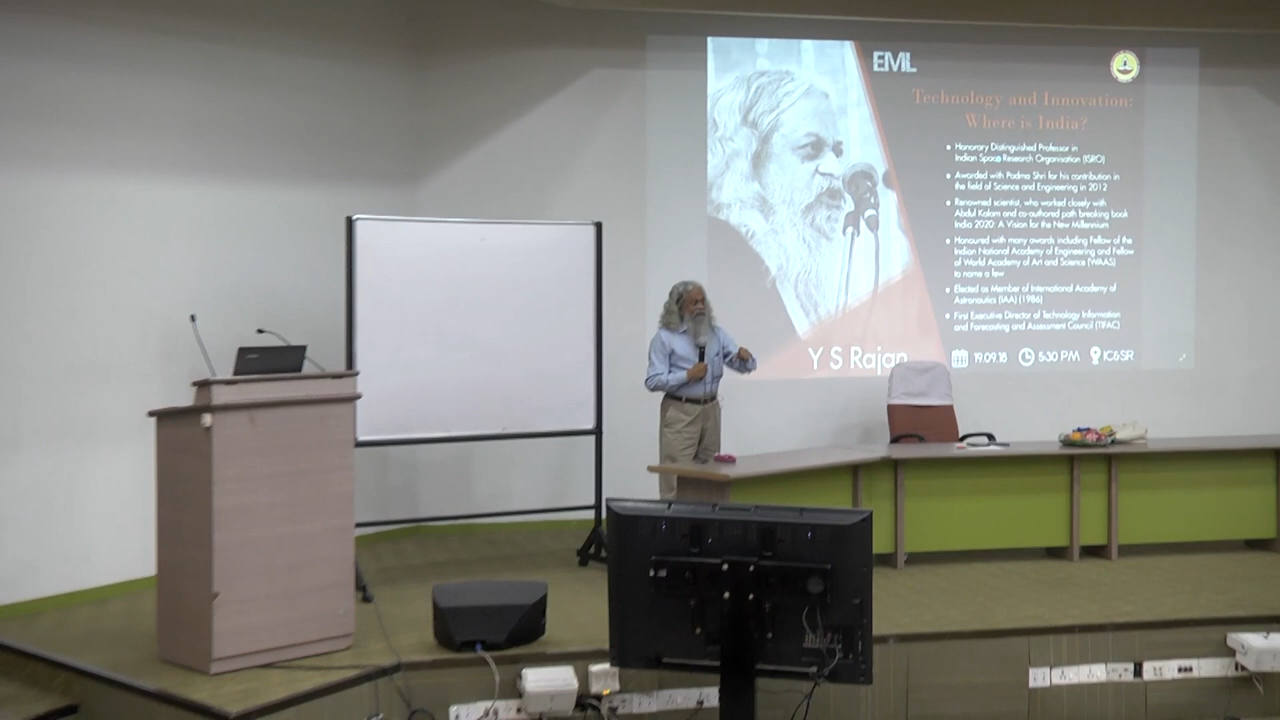 EML
Technology and Innovation:
Where is India?
Honorary Distinguished Professor in
Indian Space Research Organisation (ISRO)
Awarded with Padma Shri for his contribution in
the field of Science and Engineering in 2012
Renowned scientist, who worked closely with
Abdul Kalam and co-authored path breaking book
India 2020: A Vision for the New Millennium
Honoured with many awards including Fellow of the
Indian National Academy of Engineering and Fellow
of World Academy of Art and Science (WAAS)
to name a few
Elected as Member of International Academy of
Astronautics (IAA) (1986)
First Executive Director of Technology Information
and Forecasting and Assessment Council (TIFAC)
Y S Rajan
19.09.18 5:30 PM IC&SR